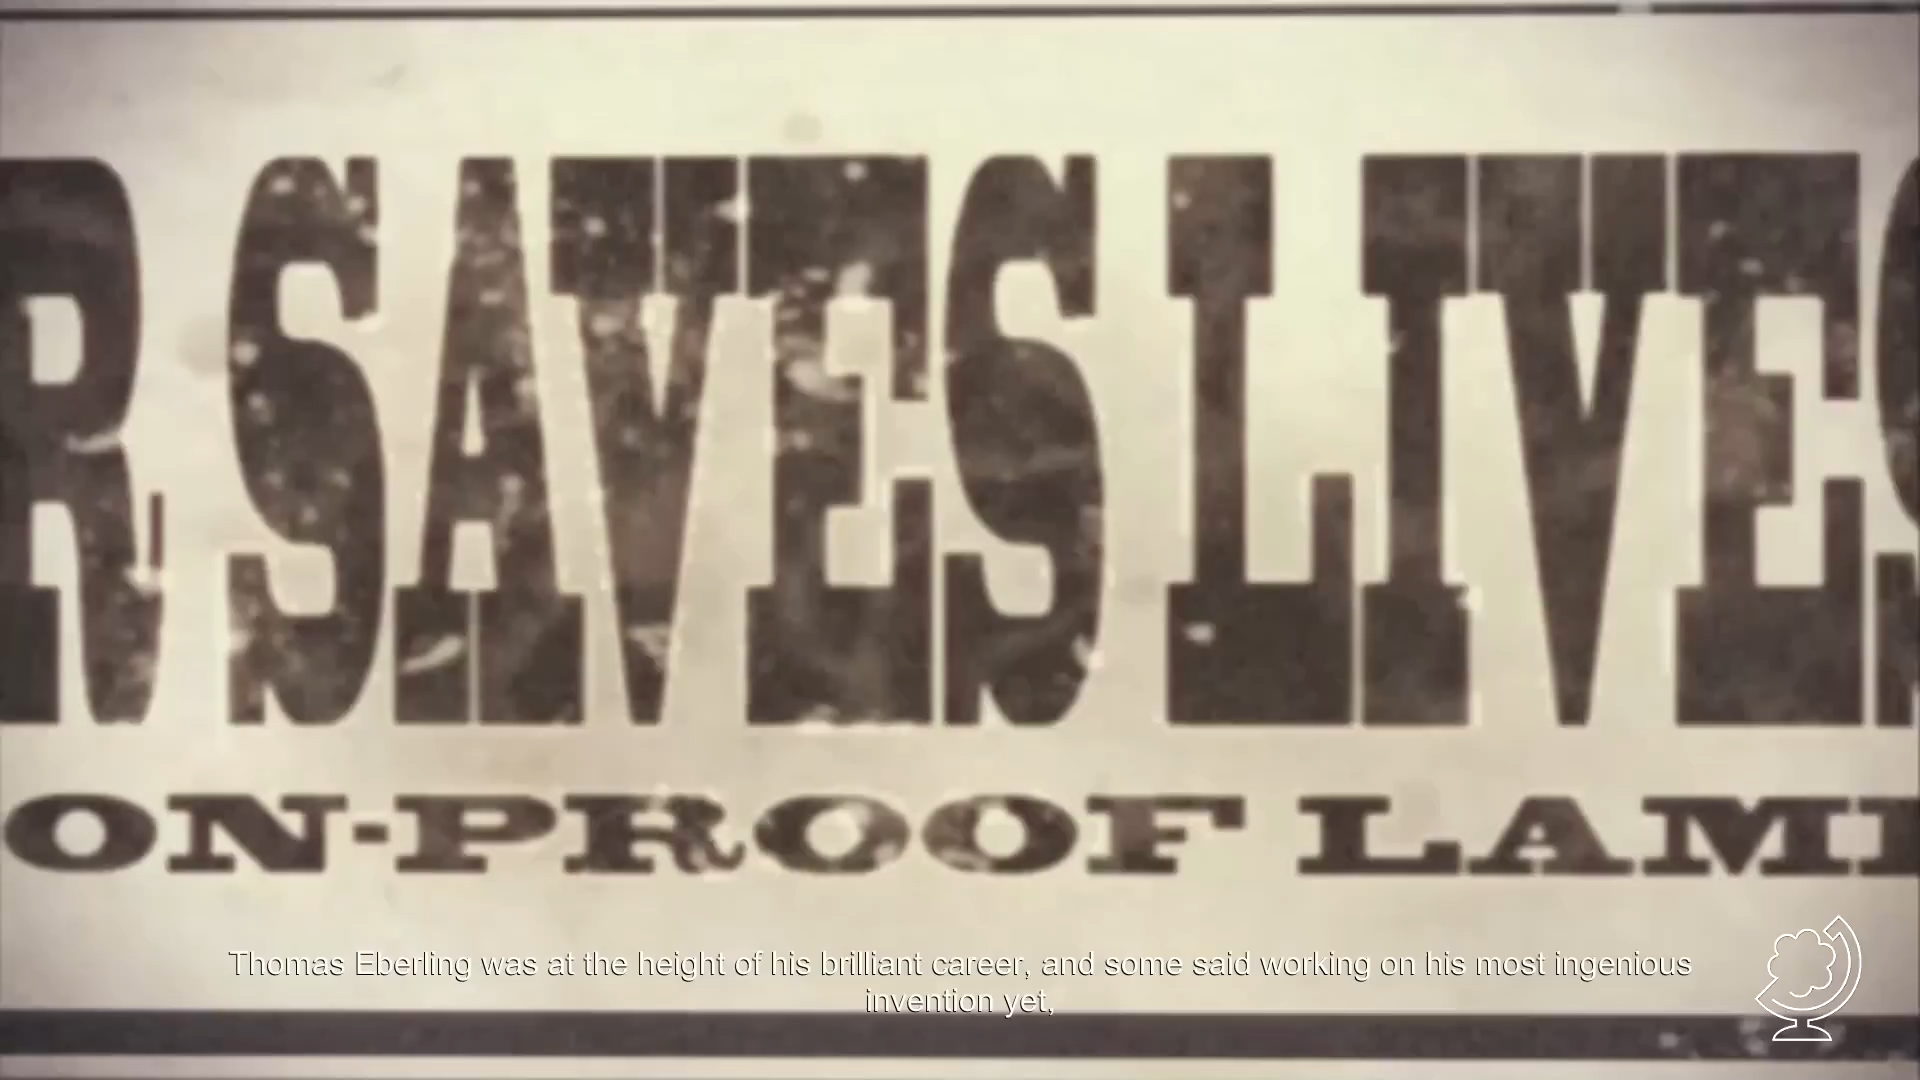 R SAVES LIVES
ON-PROOF LAM
Thomas Eberling was at the height of his brilliant career, and some said working on his most ingenious
invention yet,